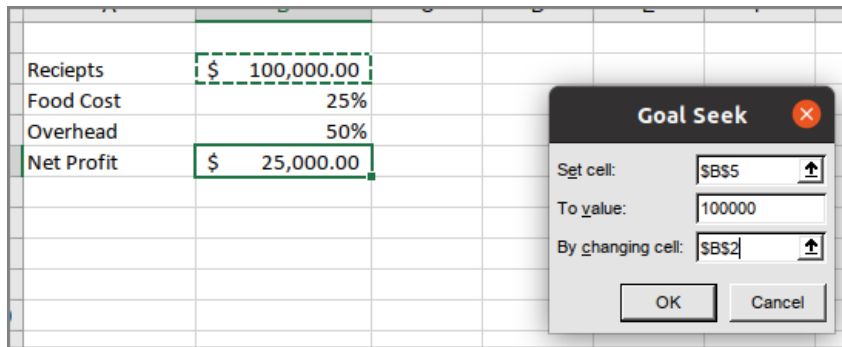 Reciepts $ 100,000.00
Food Cost 25%
Overhead 50%
Net Profit $ 25,000.00
Goal Seek
Set cell: $B$5
To value: 100000
By changing cell: $B$2
OK Cancel